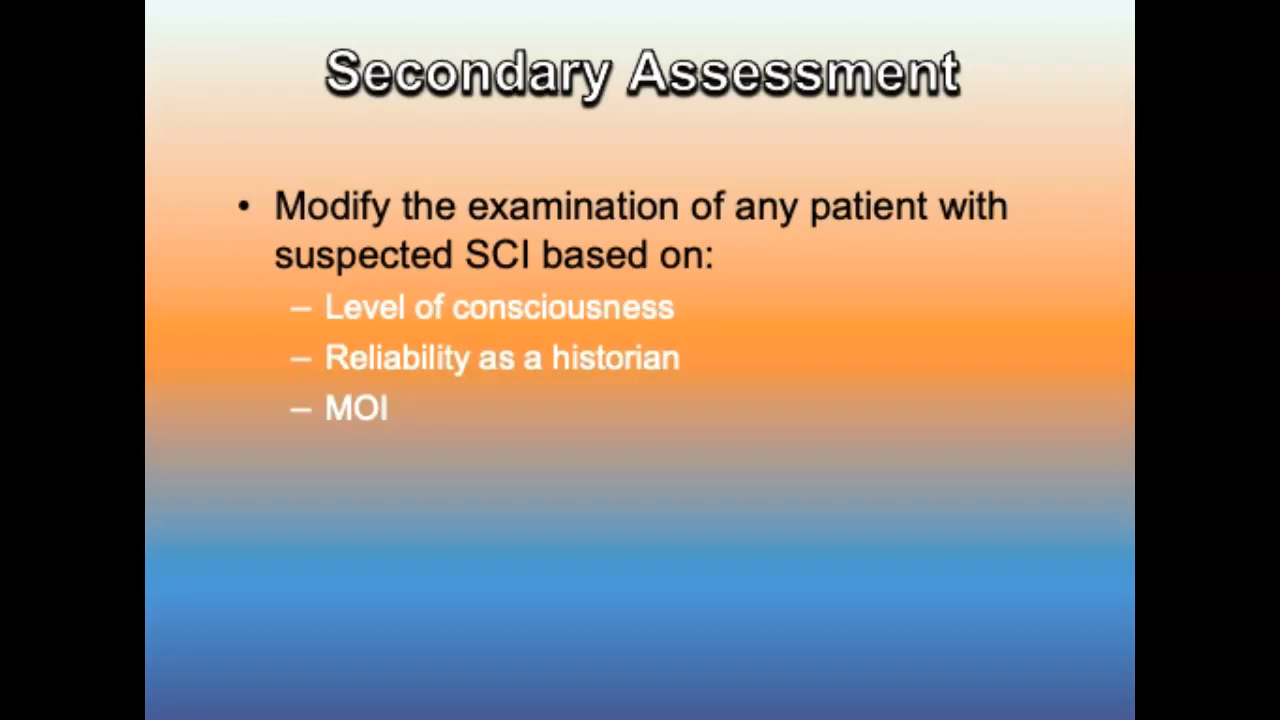 Secondary Assessment
• Modify the examination of any patient with
suspected SCI based on:
– Level of consciousness
– Reliability as a historian
– MOI